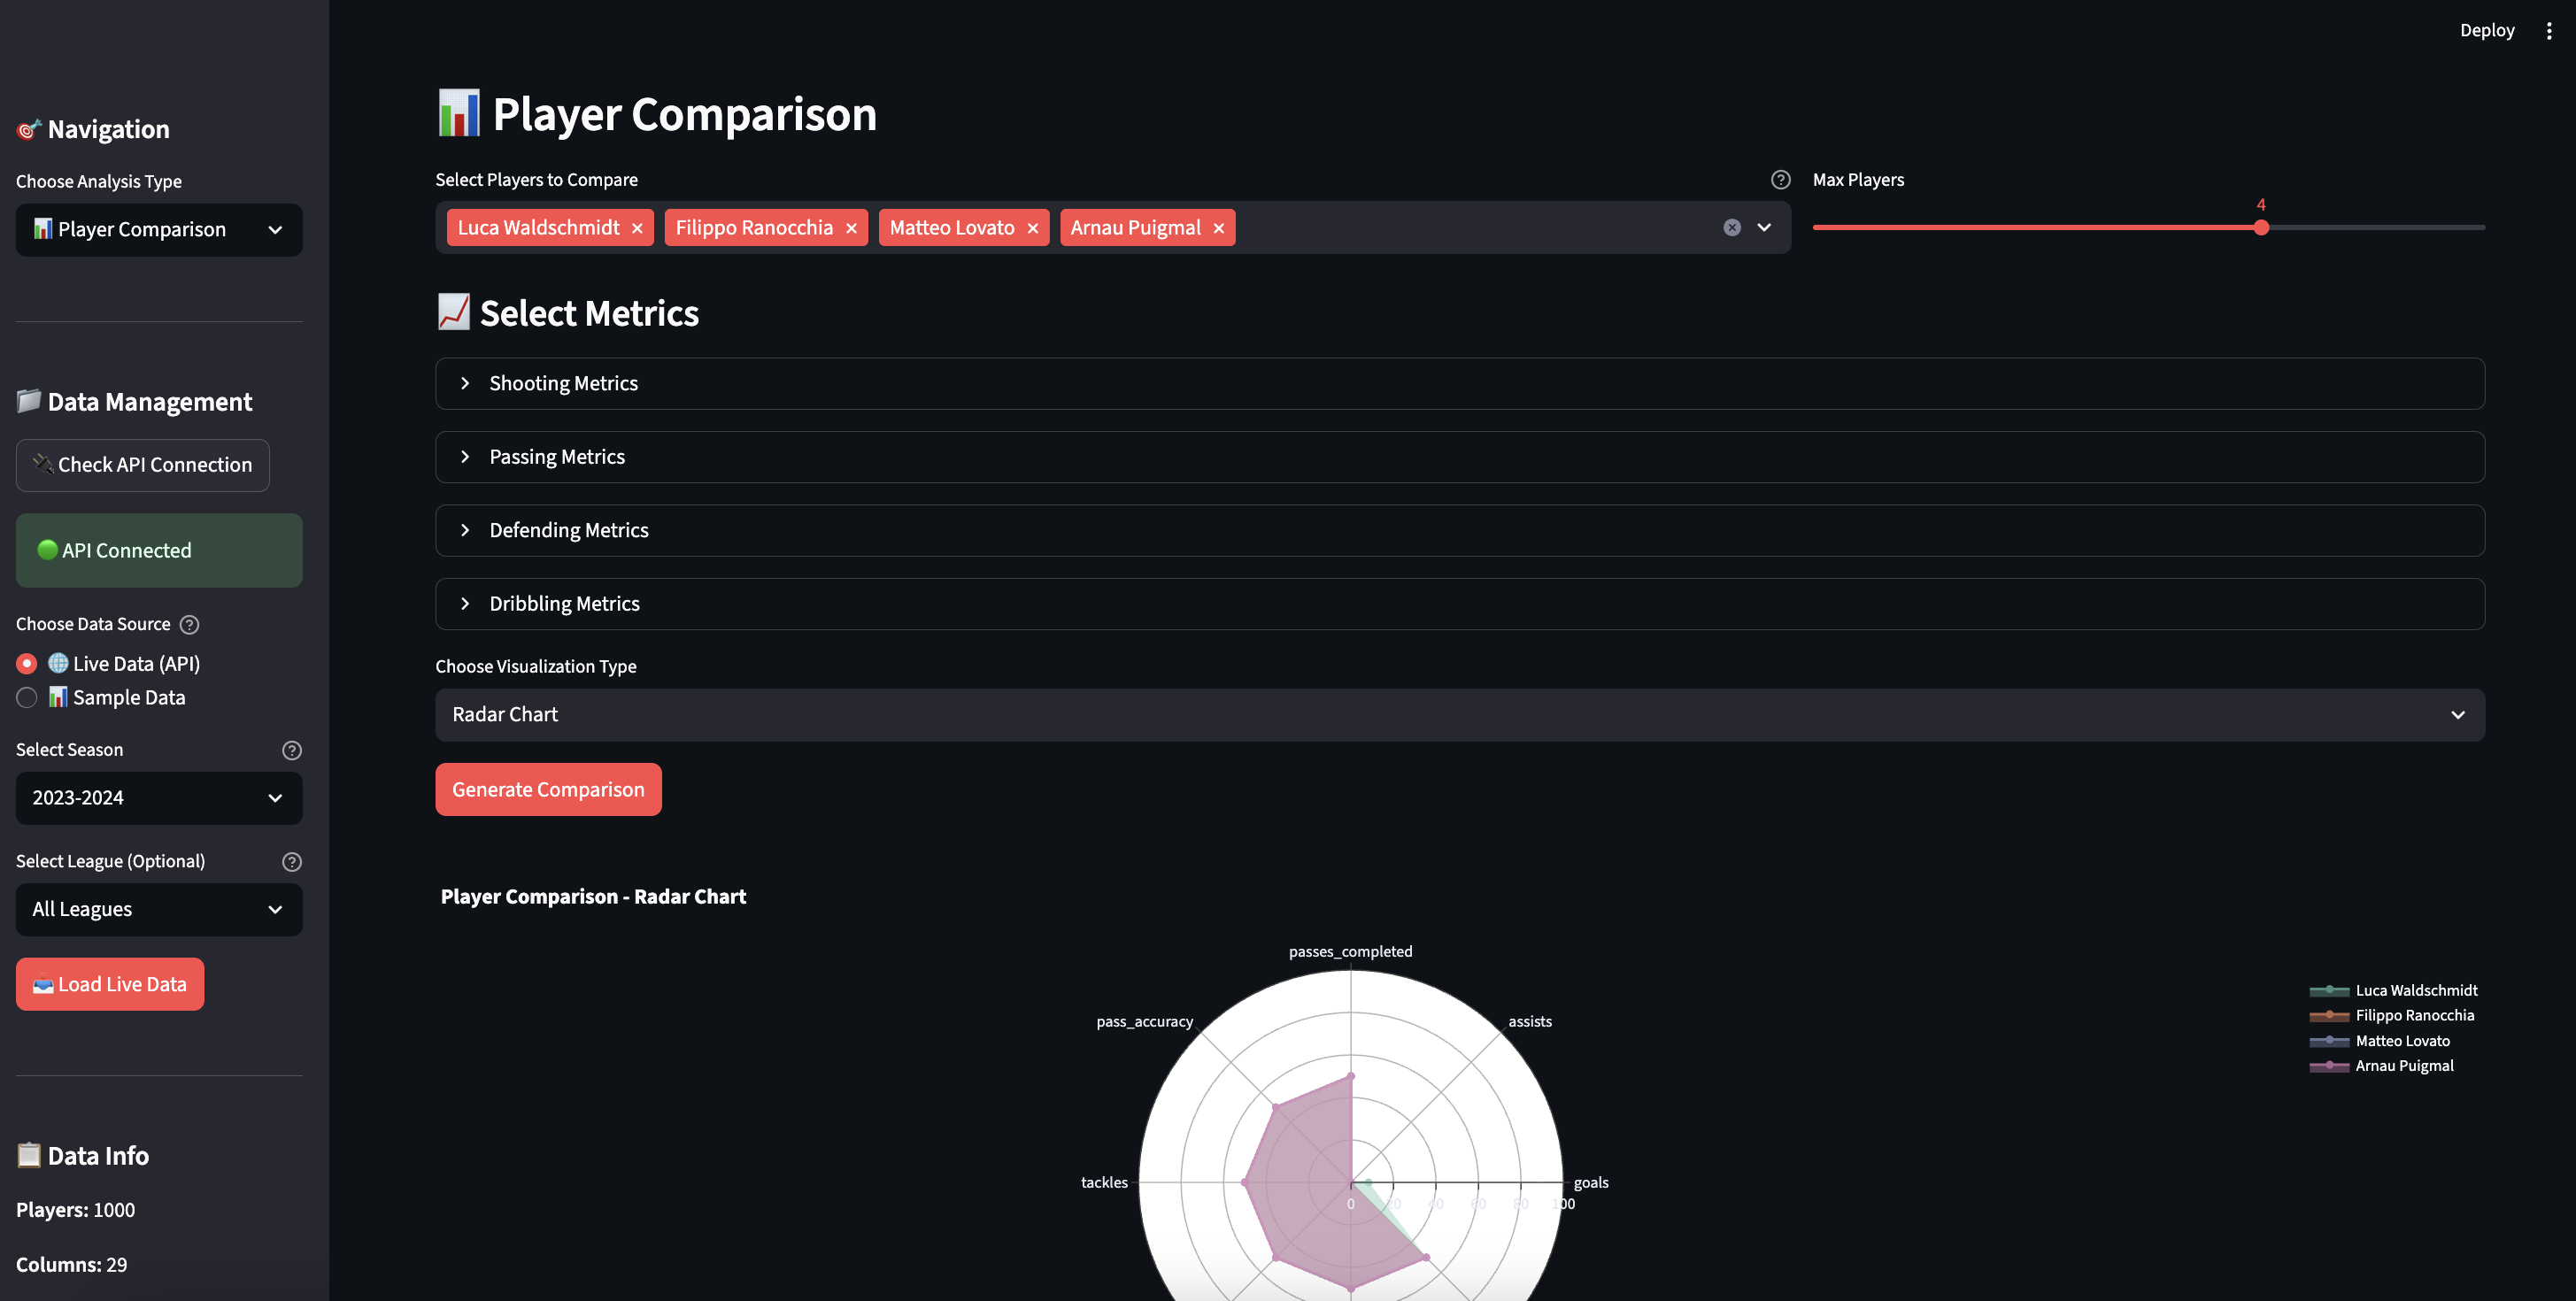 Deploy
Navigation
Choose Analysis Type
Player Comparison
Data Management
Check API Connection
API Connected
Choose Data Source
Live Data (API)
Sample Data
Select Season
2023-2024
Select League (Optional)
All Leagues
Load Live Data
Data Info
Players: 1000
Columns: 29
Player Comparison
Select Players to Compare
Max Players
4
Luca Waldschmidt
Filippo Ranocchia
Matteo Lovato
Arnau Puigmal
Select Metrics
Shooting Metrics
Passing Metrics
Defending Metrics
Dribbling Metrics
Choose Visualization Type
Radar Chart
Generate Comparison
Player Comparison - Radar Chart
passes_completed
pass_accuracy
assists
tackles
goals
0 20 40 60 80 100
Luca Waldschmidt
Filippo Ranocchia
Matteo Lovato
Arnau Puigmal